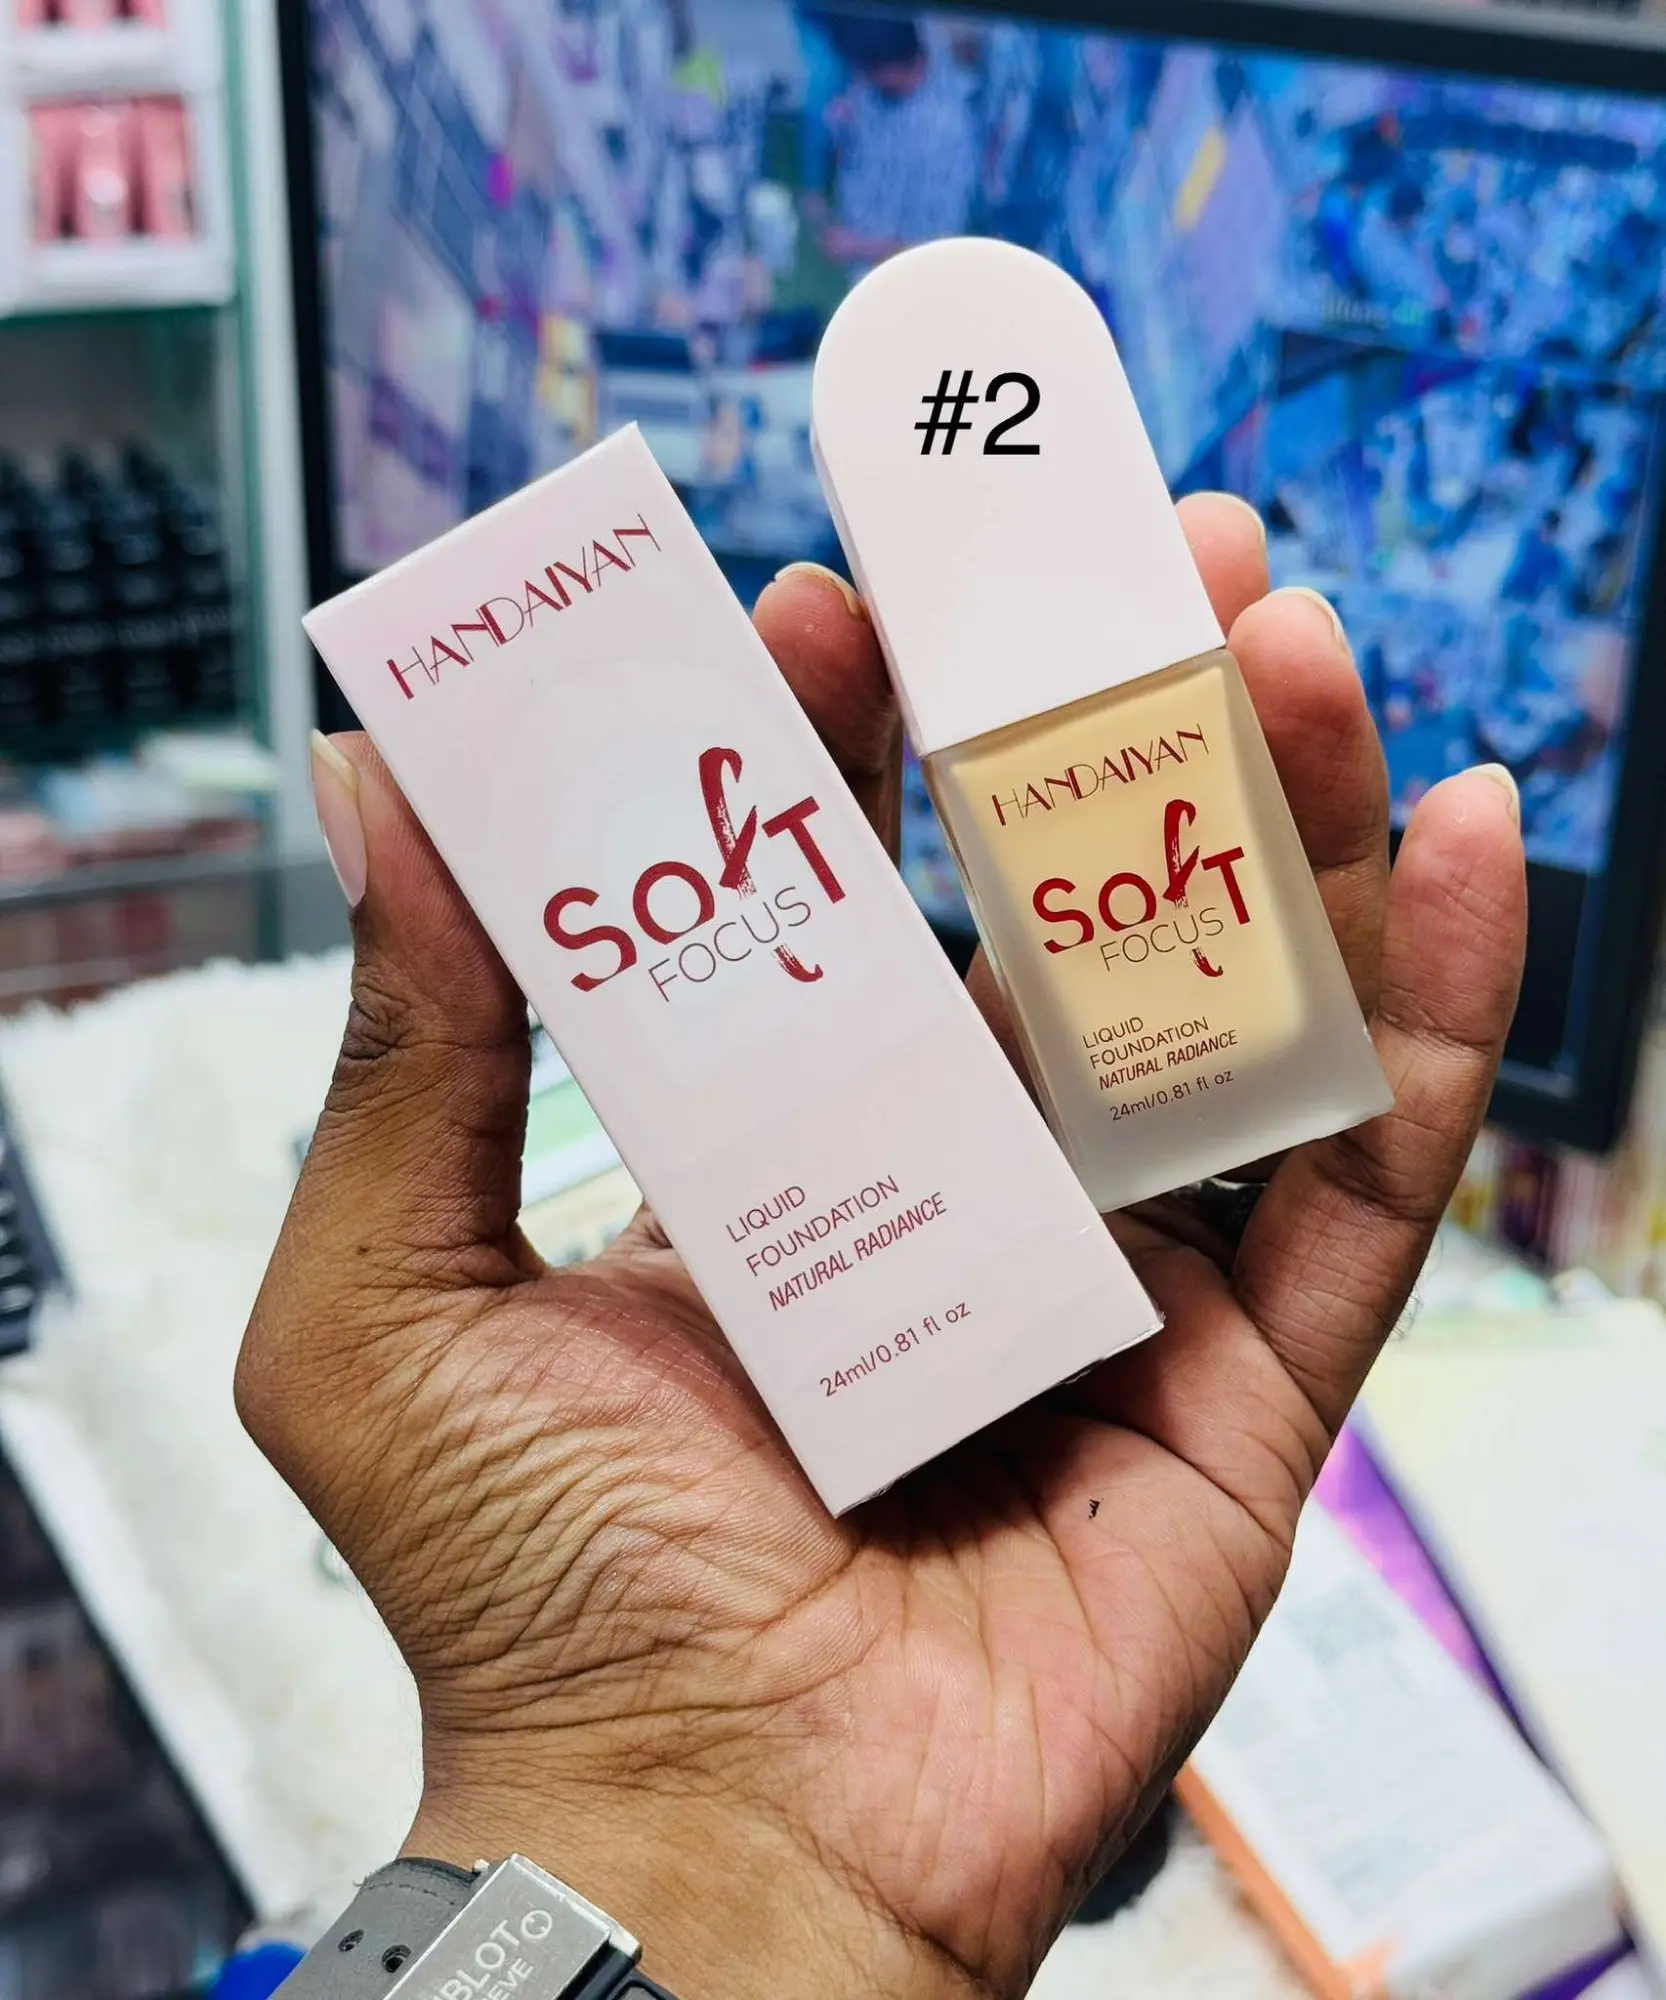 #2
HANDAIYAN
SOfT
FOCUS
LIQUID
FOUNDATION
NATURAL RADIANCE
24ml/0.81 fl oz
HANDAIYAN
SOfT
FOCUS
LIQUID
FOUNDATION
NATURAL RADIANCE
24ml/0.81 fl oz